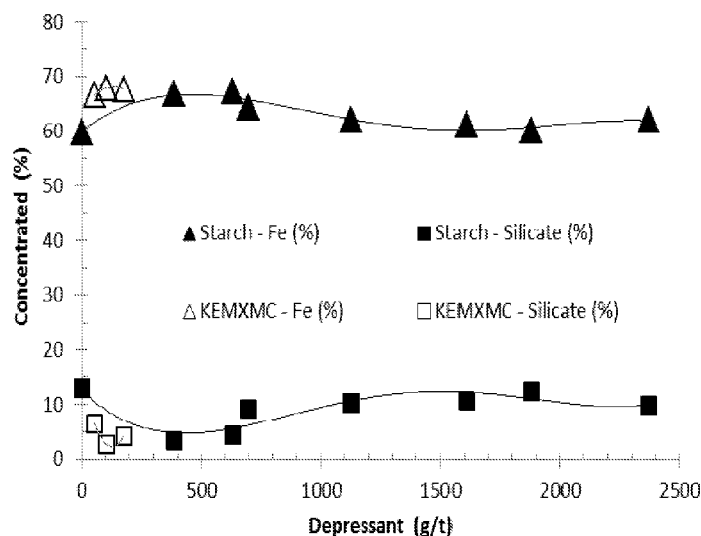 80
70
60
50
40
30
20
10
0
Concentrated (%)
Starch - Fe (%)
Starch - Silicate (%)
KEMXMC - Fe (%)
KEMXMC - Silicate (%)
0 500 1000 1500 2000 2500
Depressant (g/t)